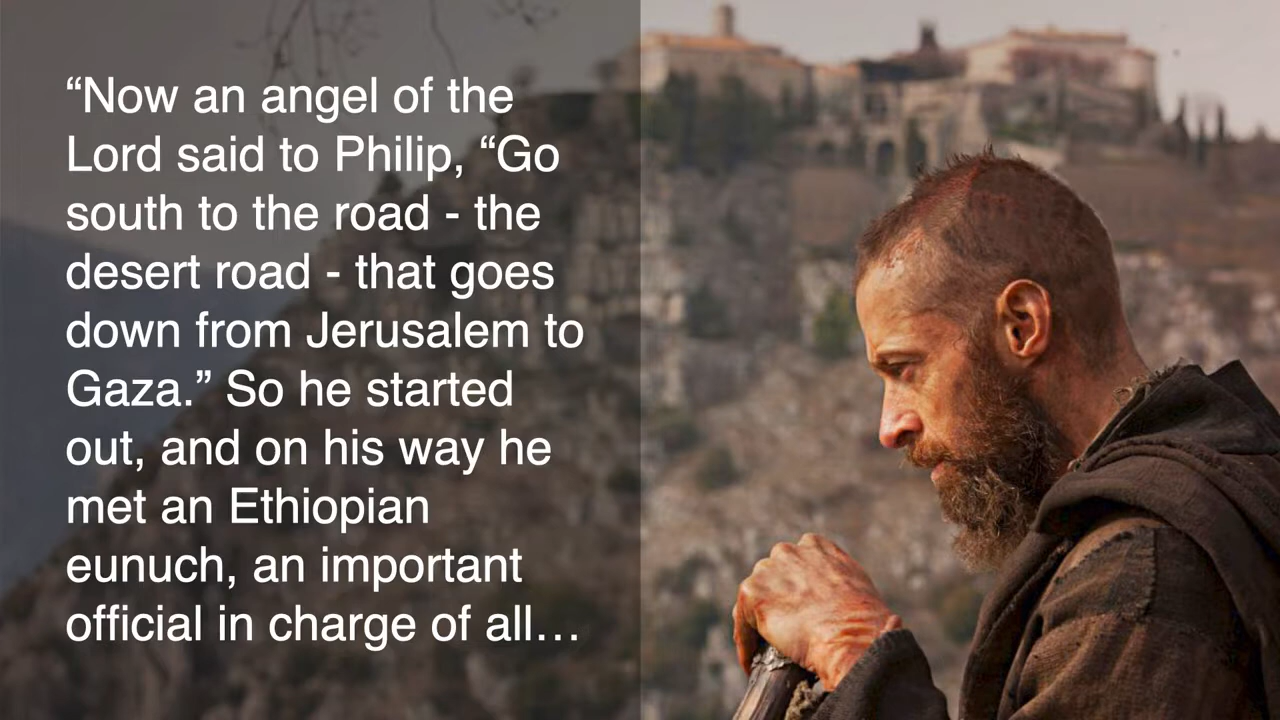 “Now an angel of the
Lord said to Philip, “Go
south to the road - the
desert road - that goes
down from Jerusalem to
Gaza.” So he started
out, and on his way he
met an Ethiopian
eunuch, an important
official in charge of all…